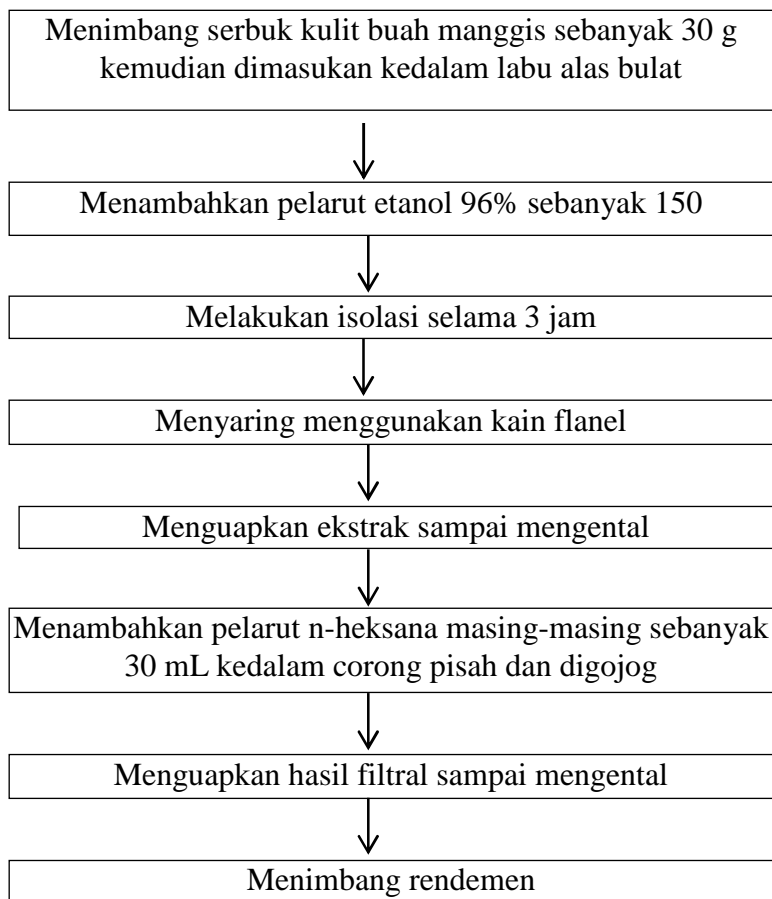 Menimbang serbuk kulit buah manggis sebanyak 30 g
kemudian dimasukan kedalam labu alas bulat
Menambahkan pelarut etanol 96% sebanyak 150
Melakukan isolasi selama 3 jam
Menyaring menggunakan kain flanel
Menguapkan ekstrak sampai mengental
Menambahkan pelarut n-heksana masing-masing sebanyak
30 mL kedalam corong pisah dan digojog
Menguapkan hasil filtral sampai mengental
Menimbang rendemen